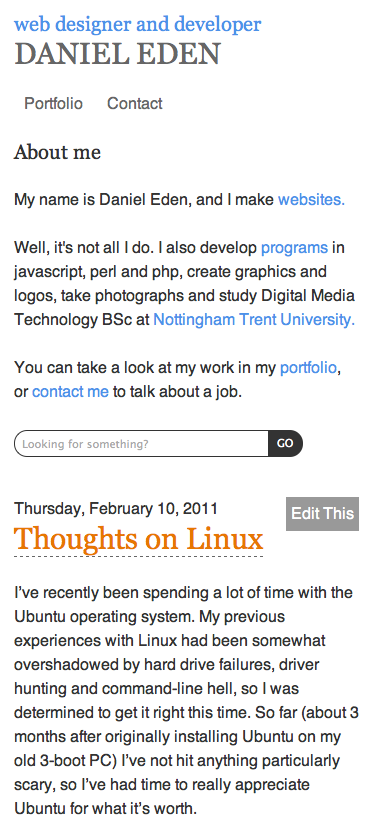 web designer and developer
DANIEL EDEN
Portfolio Contact
About me
My name is Daniel Eden, and I make websites.
Well, it's not all I do. I also develop programs in
javascript, perl and php, create graphics and
logos, take photographs and study Digital Media
Technology BSc at Nottingham Trent University.
You can take a look at my work in my portfolio,
or contact me to talk about a job.
Looking for something? GO
Thursday, February 10, 2011 Edit This
Thoughts on Linux
I’ve recently been spending a lot of time with the
Ubuntu operating system. My previous
experiences with Linux had been somewhat
overshadowed by hard drive failures, driver
hunting and command-line hell, so I was
determined to get it right this time. So far (about 3
months after originally installing Ubuntu on my
old 3-boot PC) I’ve not hit anything particularly
scary, so I’ve had time to really appreciate
Ubuntu for what it’s worth.